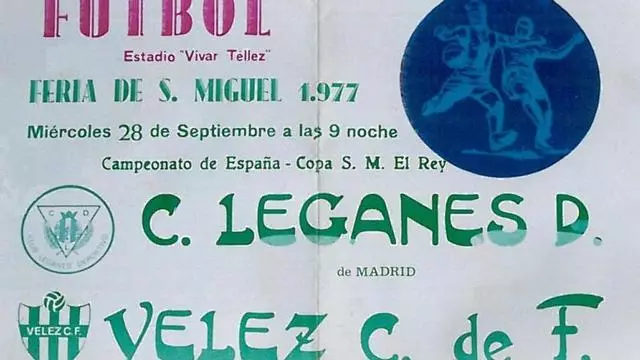 FUTBOL
Estadio "Vivar Téllez"
FERIA DE S. MIGUEL 1.977
Miércoles 28 de Septiembre a las 9 noche
Campeonato de España - Copa S. M. El Rey
C. LEGANES D.
de MADRID
VELEZ C.F.
VELEZ C. de F.